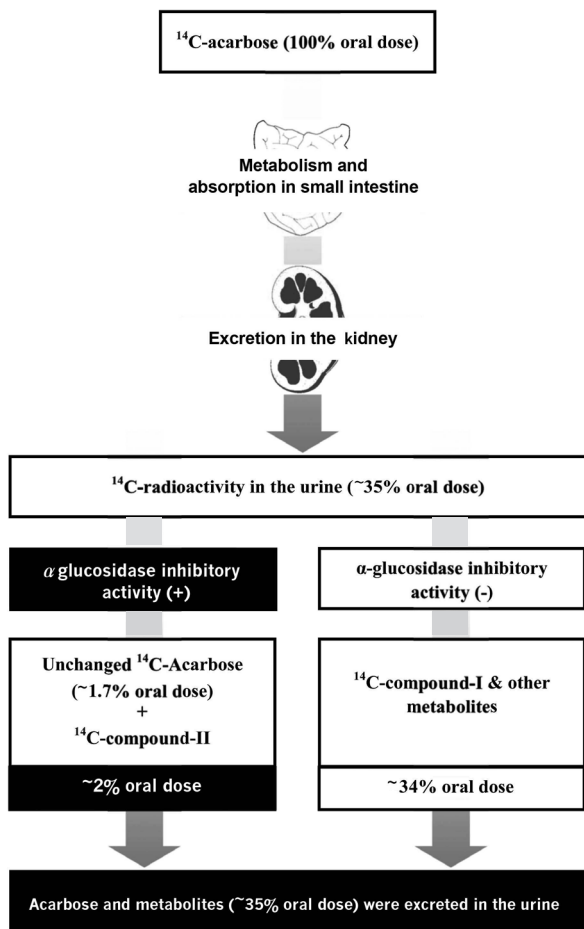 ¹⁴C-acarbose (100% oral dose)
Metabolism and
absorption in small intestine
Excretion in the kidney
¹⁴C-radioactivity in the urine (~35% oral dose)
α glucosidase inhibitory
activity (+)
Unchanged ¹⁴C-Acarbose
(~1.7% oral dose)
+
¹⁴C-compound-II
~2% oral dose
α-glucosidase inhibitory
activity (-)
¹⁴C-compound-I & other
metabolites
~34% oral dose
Acarbose and metabolites (~35% oral dose) were excreted in the urine